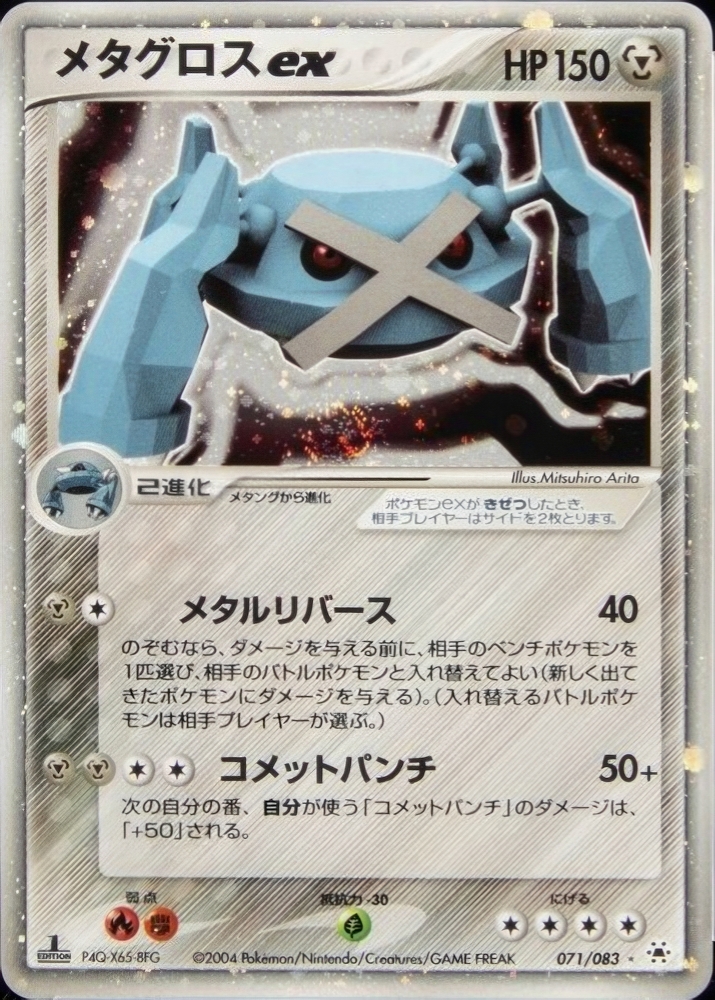 メタグロスex HP150
Illus.Mitsuhiro Arita
2進化
メタングから進化
ポケモンexが きぜつしたとき、
相手プレイヤーはサイドを2枚とります。
メタルリバース 40
のぞむなら、ダメージを与える前に、相手のベンチポケモンを
1匹選び、相手のバトルポケモンと入れ替えてよい(新しく出て
きたポケモンにダメージを与える)。(入れ替えるバトルポケ
モンは相手プレイヤーが選ぶ。)
コメットパンチ 50+
次の自分の番、自分が使う「コメットパンチ」のダメージは、
「+50」される。
弱点 抵抗力 -30 にげる
1 EDITION P4Q-X65-8FG ©2004 Pokémon/Nintendo/Creatures/GAME FREAK 071/083